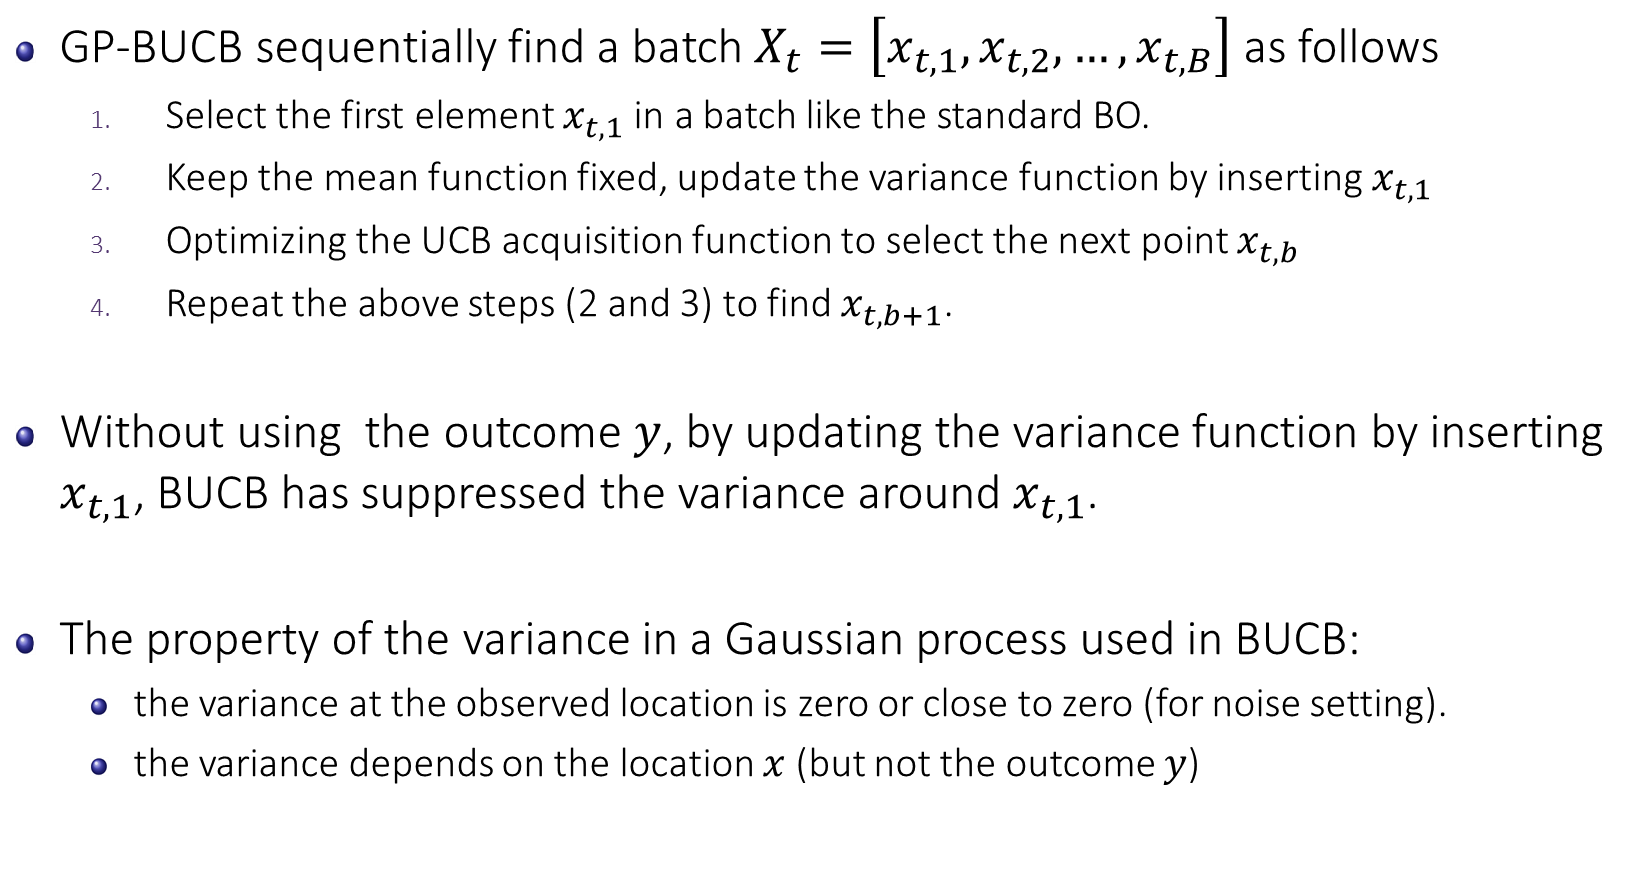 GP-BUCB sequentially find a batch $X_t = [x_{t,1}, x_{t,2}, ..., x_{t,B}]$ as follows
1. Select the first element $x_{t,1}$ in a batch like the standard BO.
2. Keep the mean function fixed, update the variance function by inserting $x_{t,1}$
3. Optimizing the UCB acquisition function to select the next point $x_{t,b}$
4. Repeat the above steps (2 and 3) to find $x_{t,b+1}$.
Without using the outcome $y$, by updating the variance function by inserting
$x_{t,1}$, BUCB has suppressed the variance around $x_{t,1}$.
The property of the variance in a Gaussian process used in BUCB:
the variance at the observed location is zero or close to zero (for noise setting).
the variance depends on the location $x$ (but not the outcome $y$)